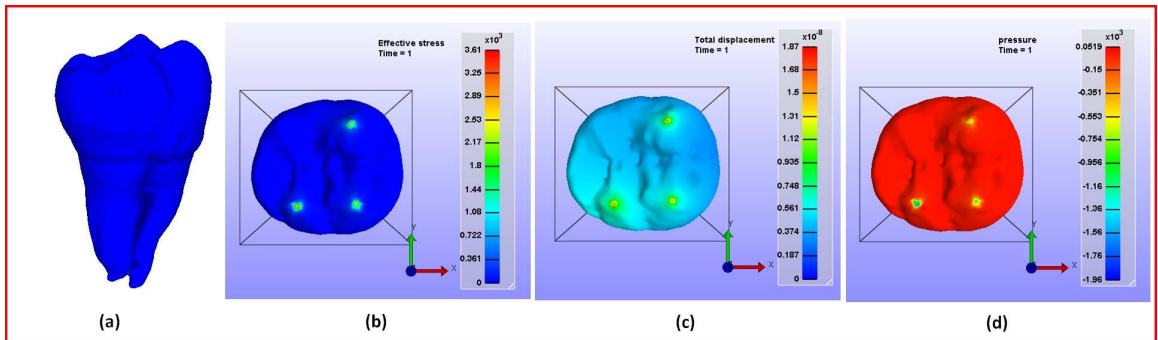 Effective stress
Time = 1
x10³
3.61
3.25
2.89
2.53
2.17
1.8
1.44
1.08
0.722
0.361
0
Y
X
Total displacement
Time = 1
x10⁻⁸
1.87
1.68
1.5
1.31
1.12
0.935
0.748
0.561
0.374
0.187
0
Y
X
pressure
Time = 1
x10³
0.0519
-0.15
-0.351
-0.553
-0.754
-0.956
-1.16
-1.36
-1.56
-1.76
-1.96
Y
X
(a)
(b)
(c)
(d)